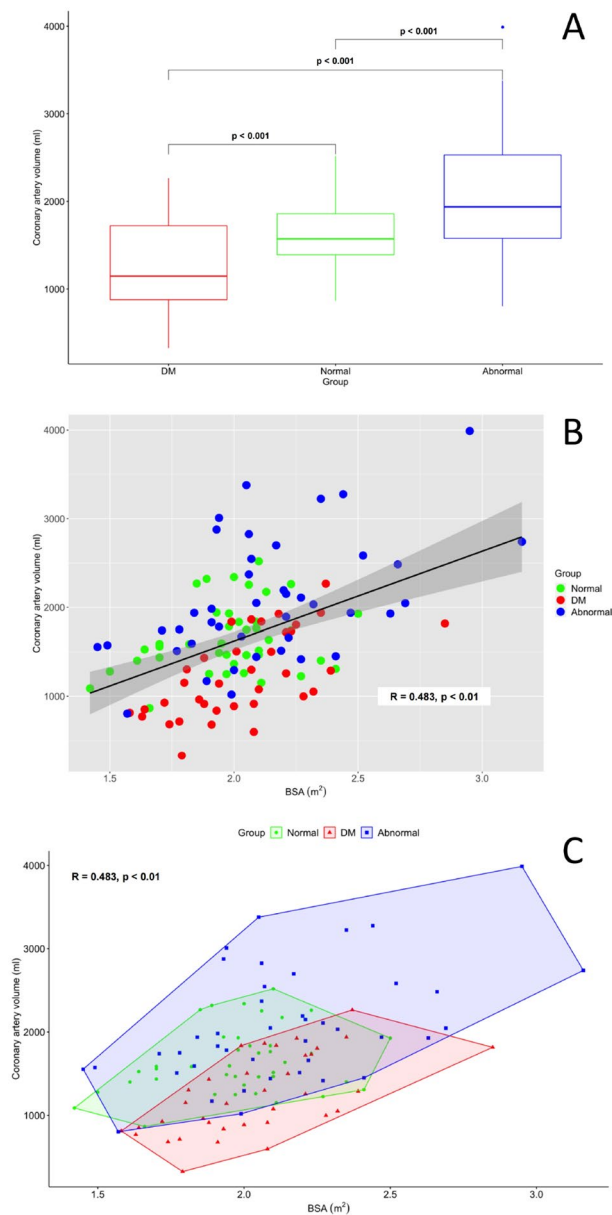 A
p < 0.001
p < 0.001
p < 0.001
4000
3000
2000
1000
Coronary artery volume (ml)
DM
Normal
Abnormal
Group
B
4000
3000
2000
1000
Coronary artery volume (ml)
Group
Normal
DM
Abnormal
R = 0.483, p < 0.01
1.5
2.0
2.5
3.0
BSA (m²)
Group Normal DM Abnormal
C
R = 0.483, p < 0.01
4000
3000
2000
1000
0
Coronary artery volume (ml)
1.5
2.0
2.5
3.0
BSA (m²)